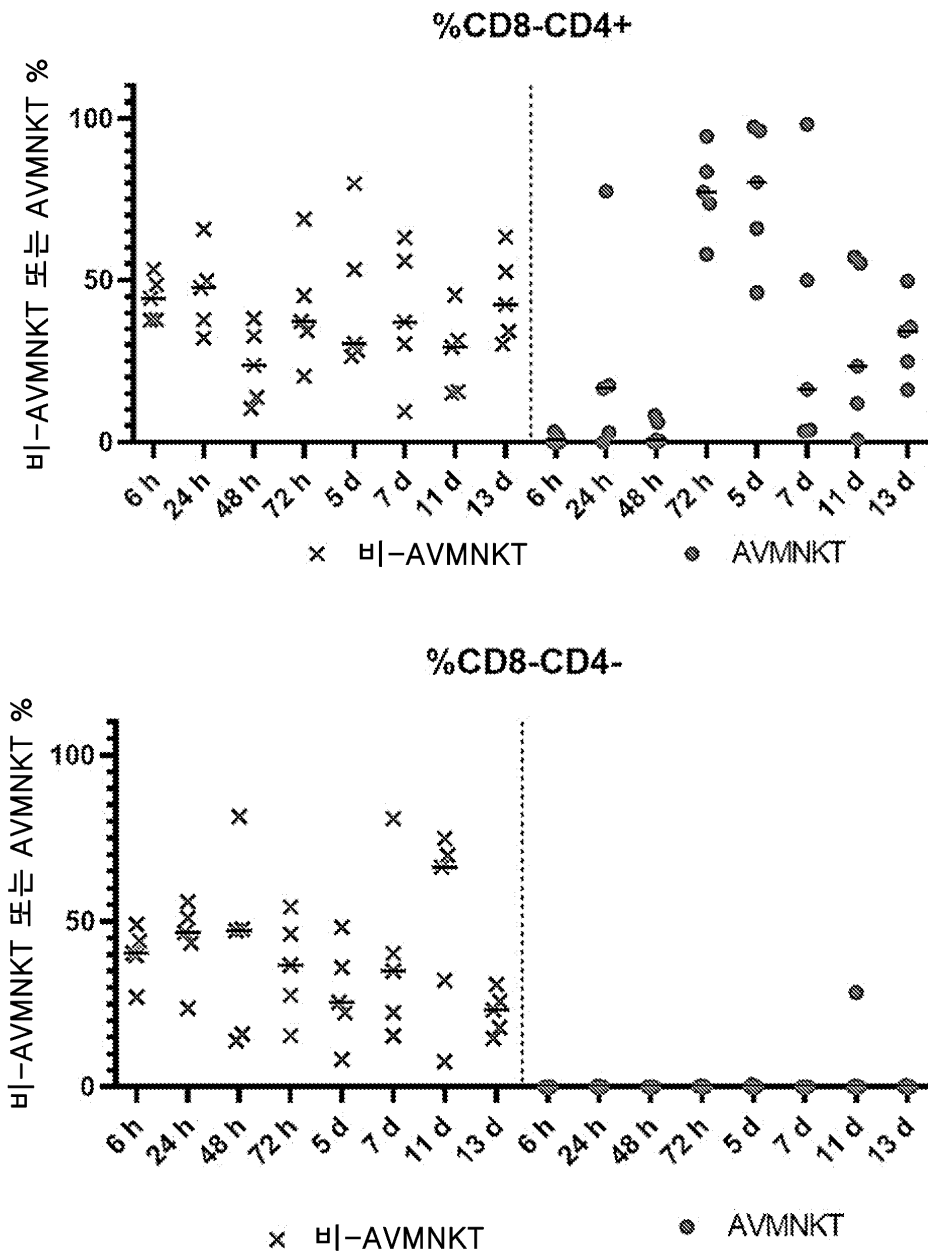 %CD8-CD4+
비-AVMNKT 또는 AVMNKT %
100
50
0
6 h 24 h 48 h 72 h 5 d 7 d 11 d 13 d 6 h 24 h 48 h 72 h 5 d 7 d 11 d 13 d
비-AVMNKT AVMNKT
%CD8-CD4-
비-AVMNKT 또는 AVMNKT %
100
50
0
6 h 24 h 48 h 72 h 5 d 7 d 11 d 13 d 6 h 24 h 48 h 72 h 5 d 7 d 11 d 13 d
비-AVMNKT AVMNKT